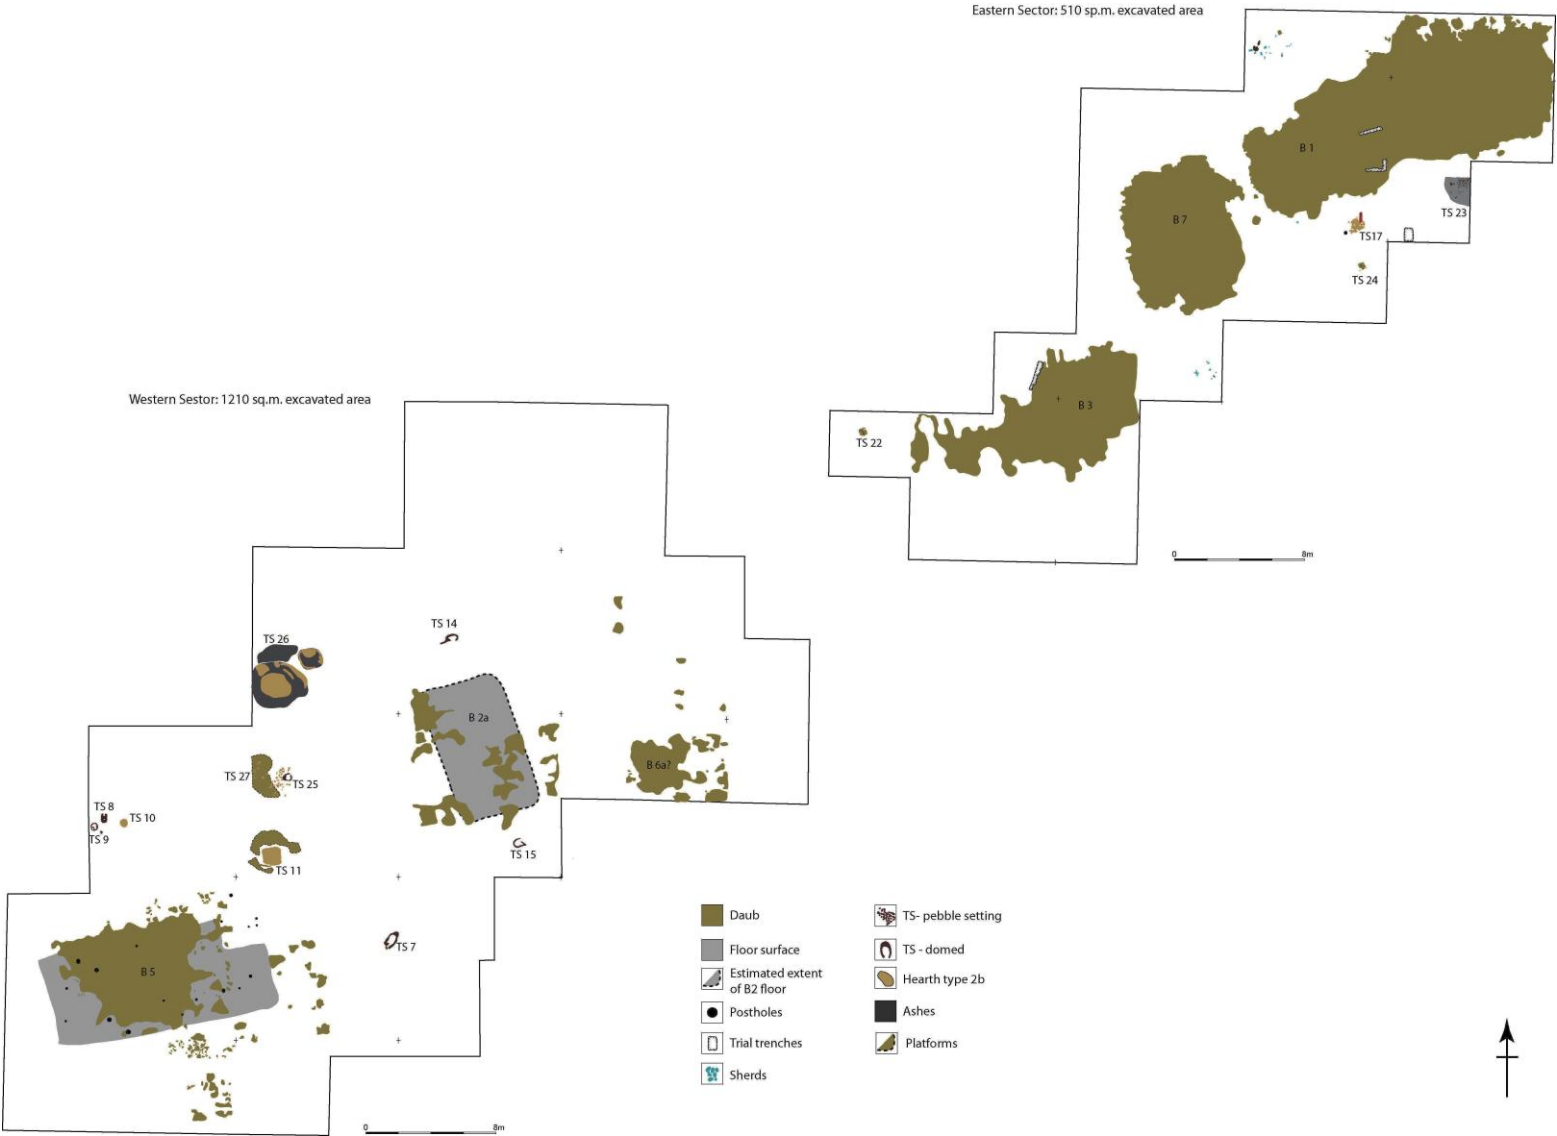 Eastern Sector: 510 sp.m. excavated area
B 1
B 7
TS 23
TS17
TS 24
B 3
TS 22
0 8m
Western Sestor: 1210 sq.m. excavated area
TS 14
TS 26
B 2a
B 6a?
TS 27
TS 25
TS 8
TS 10
TS 9
TS 15
TS 11
TS 7
B 5
0 8m
Daub
Floor surface
Estimated extent
of B2 floor
Postholes
Trial trenches
Sherds
TS- pebble setting
TS - domed
Hearth type 2b
Ashes
Platforms